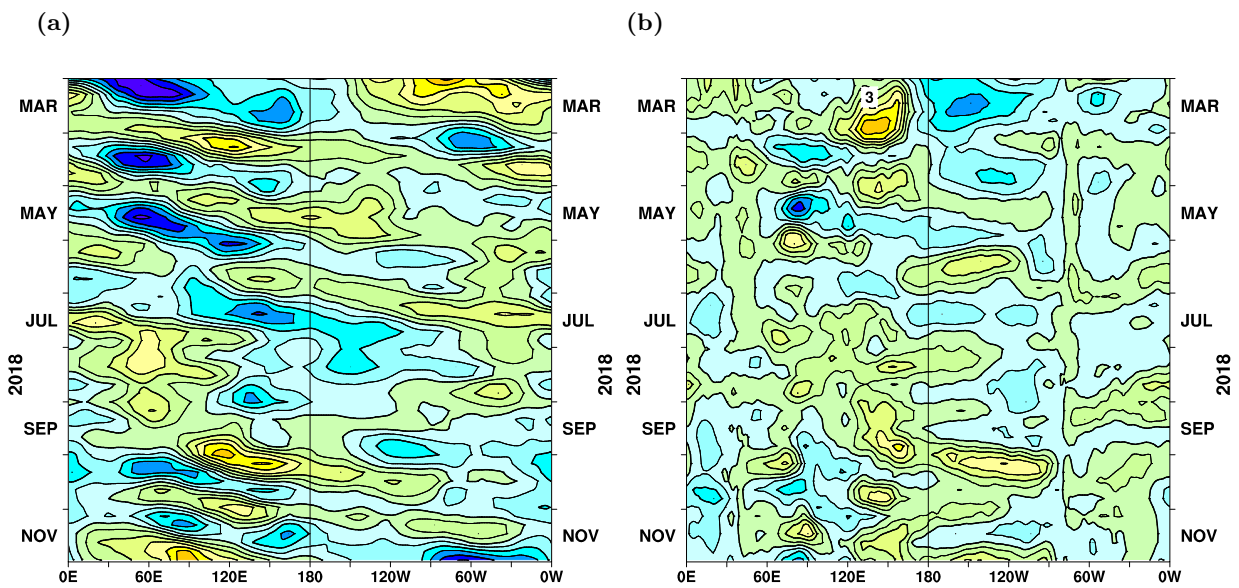 (a) (b)
3
MAR MAR MAR MAR
MAY MAY MAY MAY
JUL JUL JUL JUL
2018 2018 2018 2018
SEP SEP SEP SEP
NOV NOV NOV NOV
0E 60E 120E 180 120W 60W 0W 0E 60E 120E 180 120W 60W 0W